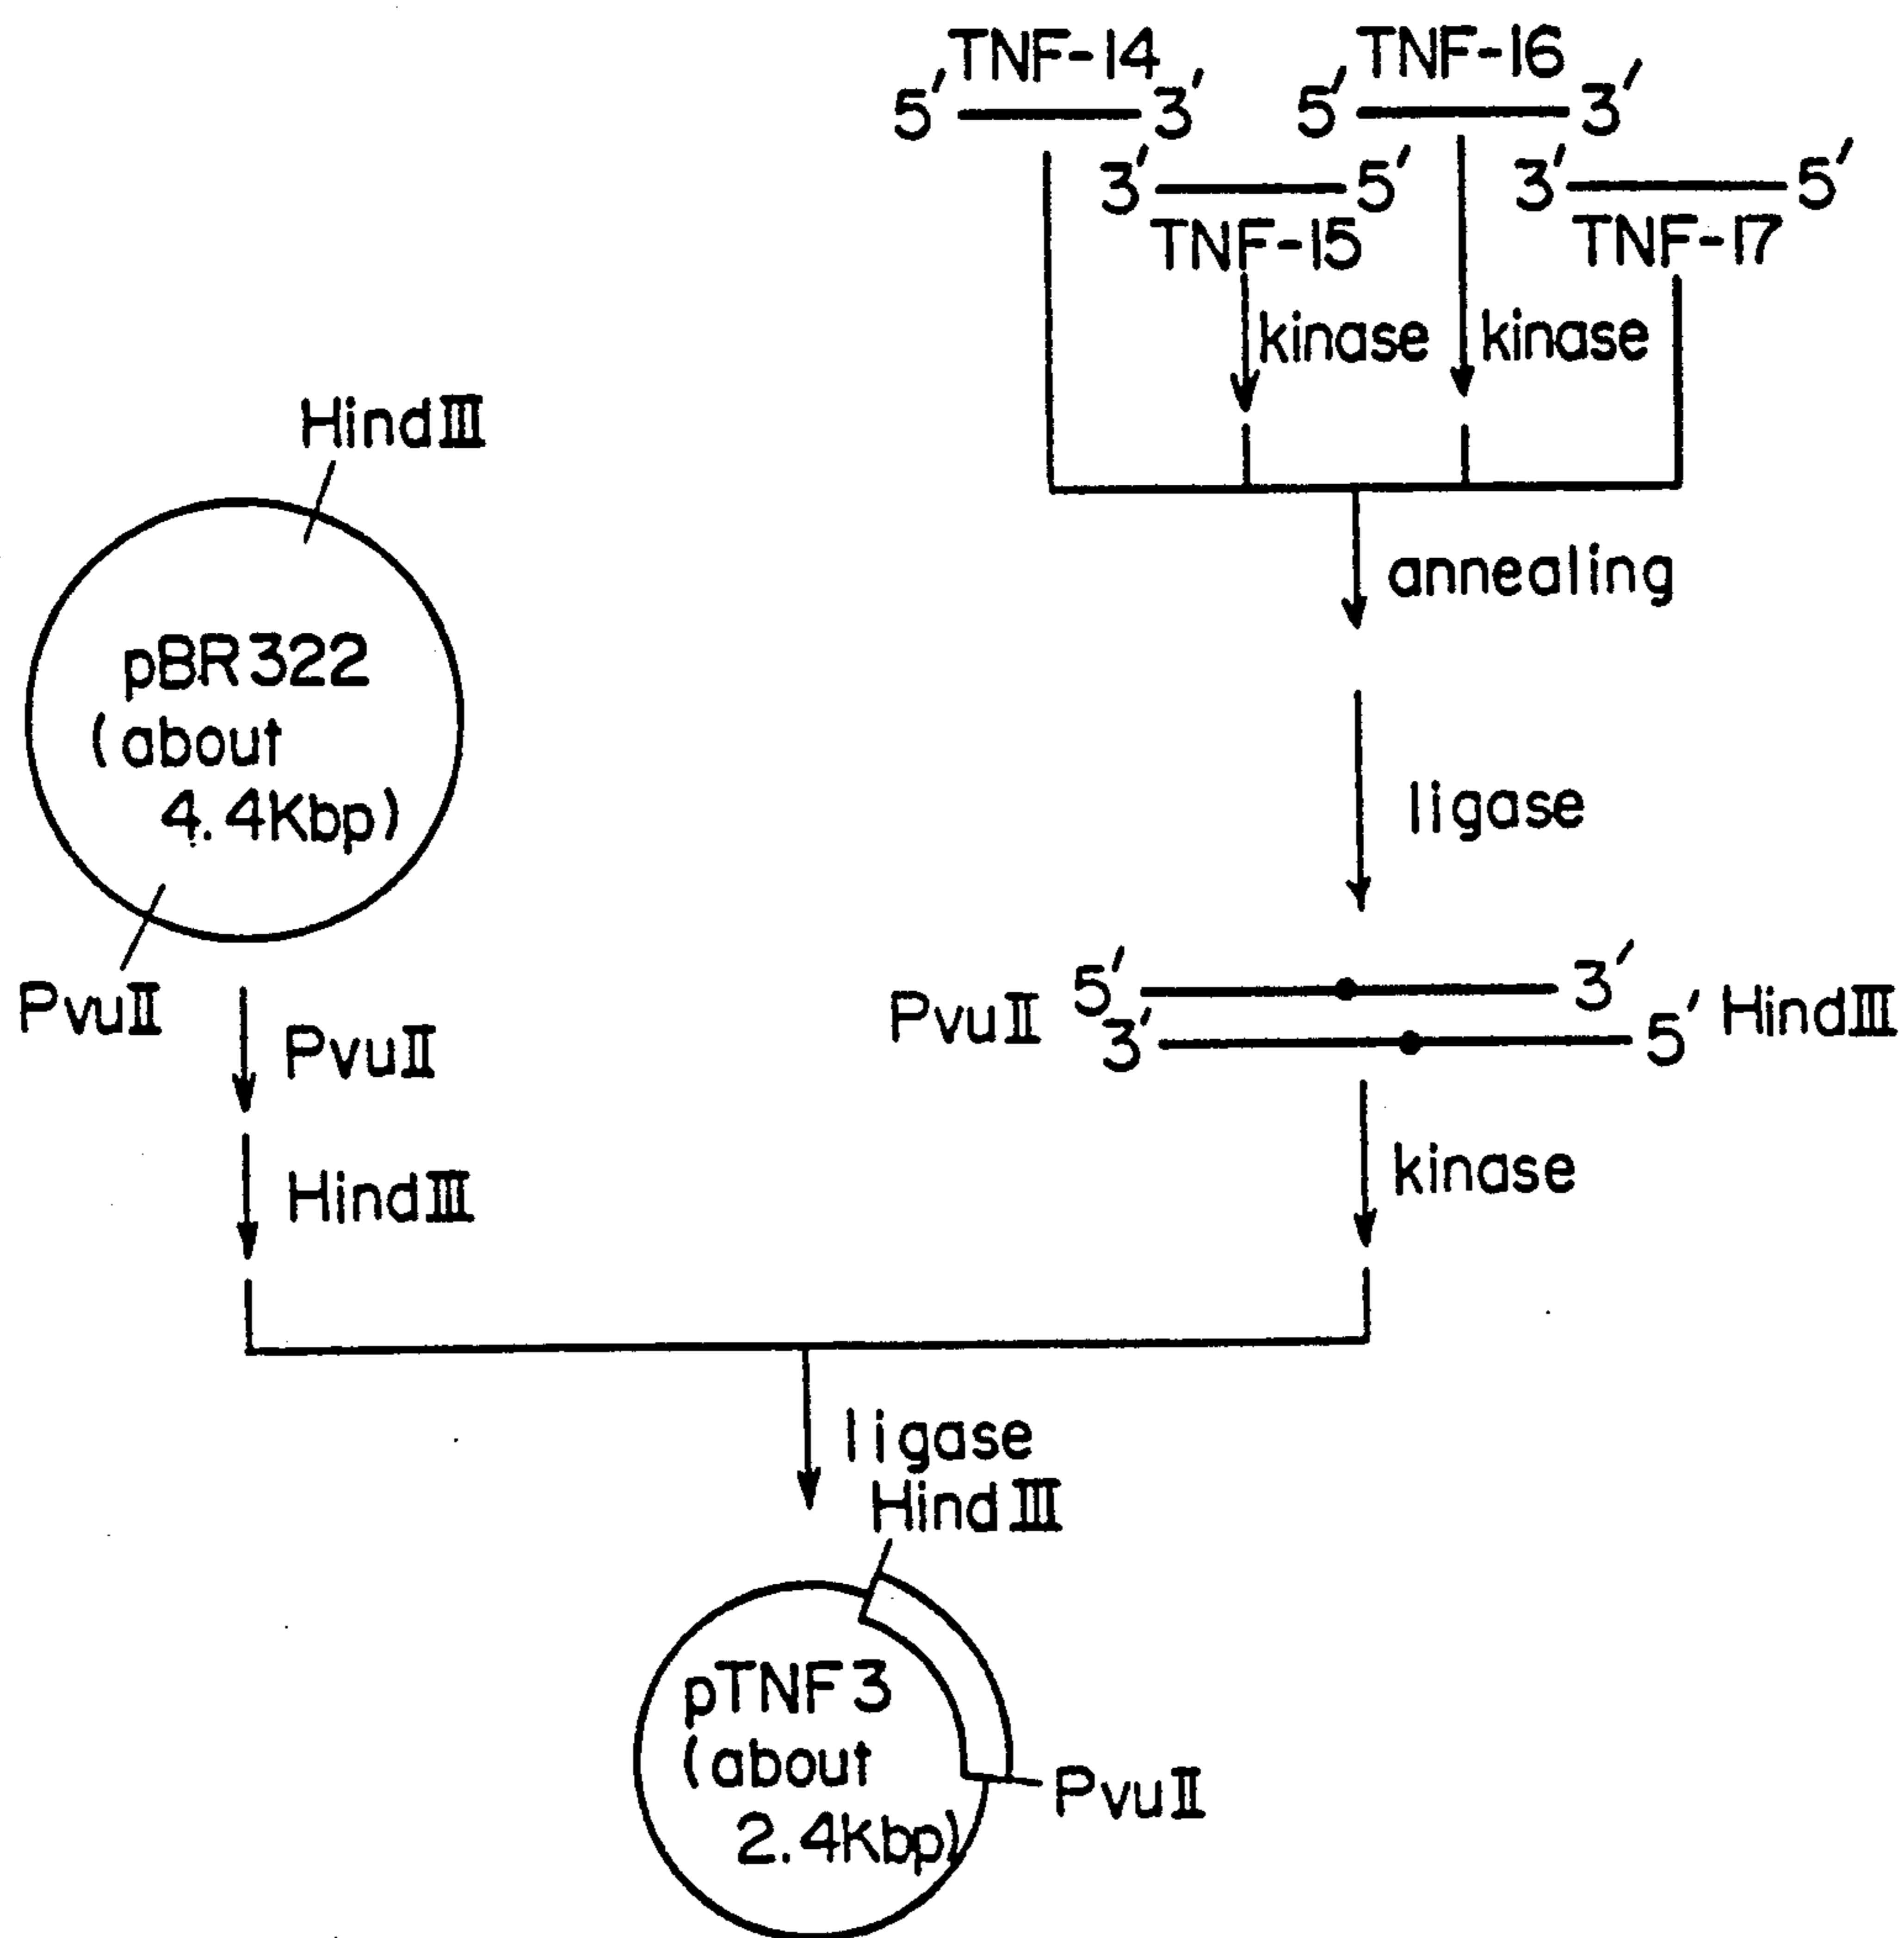 TNF-14
5′ 3′
TNF-16
5′ 3′
3′ 5′
TNF-15
3′ 5′
TNF-17
kinase
kinase
HindIII
annealing
pBR322
(about
4.4Kbp)
ligase
PvuII
PvuII 5′ 3′
3′ 5′ HindIII
PvuII
HindIII
kinase
ligase
HindIII
pTNF3
(about
2.4Kbp)
PvuII